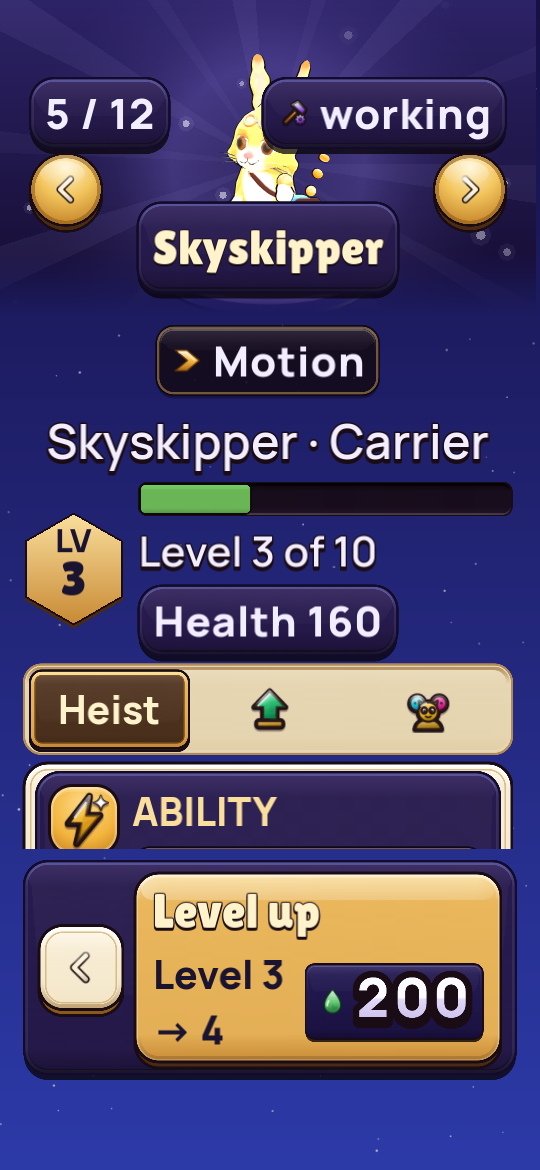 5 / 12
working
Skyskipper
Motion
Skyskipper · Carrier
LV
3
Level 3 of 10
Health 160
Heist
ABILITY
Level up
Level 3
→ 4
200